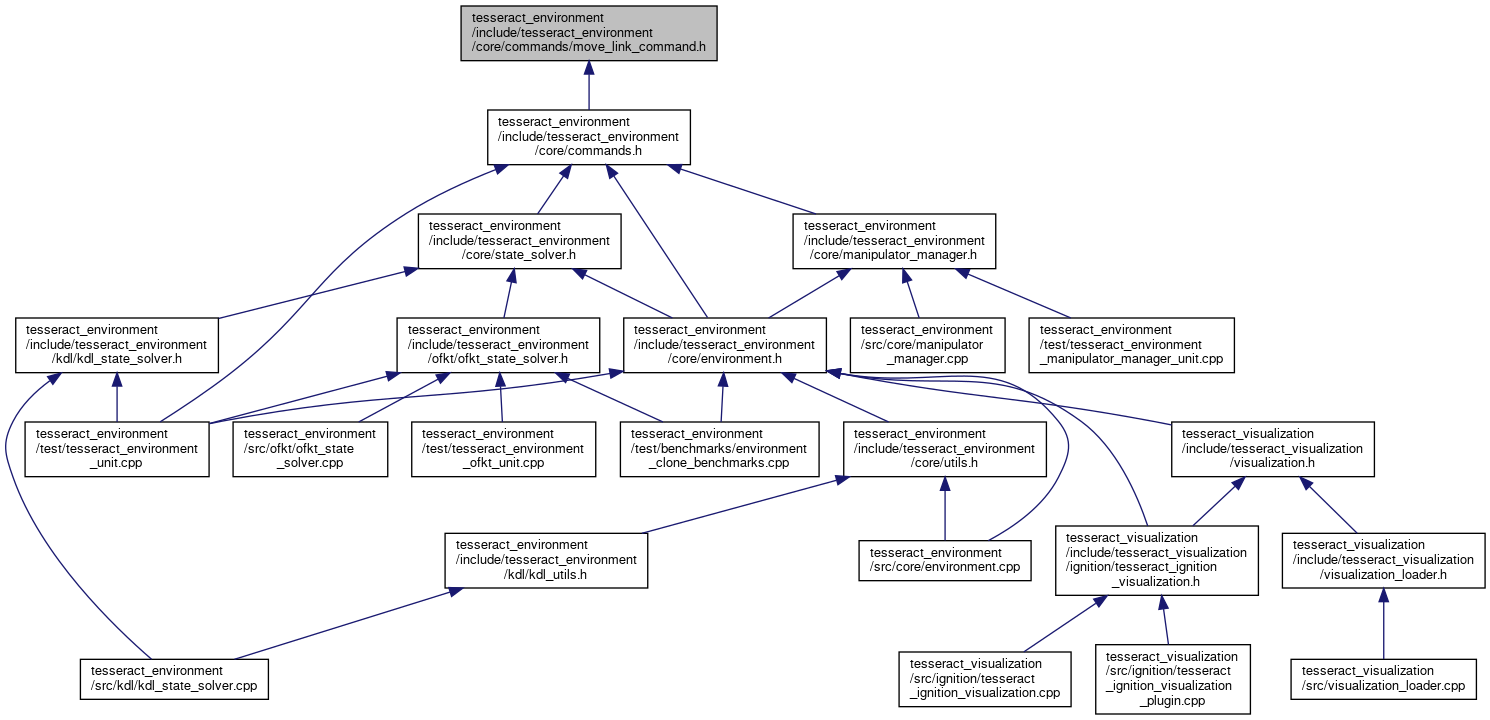 tesseract_environment
/include/tesseract_environment
/core/commands/move_link_command.h
tesseract_environment
/include/tesseract_environment
/core/commands.h
tesseract_environment
/include/tesseract_environment
/core/state_solver.h
tesseract_environment
/include/tesseract_environment
/core/manipulator_manager.h
tesseract_environment
/include/tesseract_environment
/kdl/kdl_state_solver.h
tesseract_environment
/include/tesseract_environment
/ofkt/ofkt_state_solver.h
tesseract_environment
/include/tesseract_environment
/core/environment.h
tesseract_environment
/src/core/manipulator
_manager.cpp
tesseract_environment
/test/tesseract_environment
_manipulator_manager_unit.cpp
tesseract_environment
/test/tesseract_environment
_unit.cpp
tesseract_environment
/src/ofkt/ofkt_state
_solver.cpp
tesseract_environment
/test/tesseract_environment
_ofkt_unit.cpp
tesseract_environment
/test/benchmarks/environment
_clone_benchmarks.cpp
tesseract_environment
/include/tesseract_environment
/core/utils.h
tesseract_visualization
/include/tesseract_visualization
/visualization.h
tesseract_environment
/include/tesseract_environment
/kdl/kdl_utils.h
tesseract_environment
/src/core/environment.cpp
tesseract_visualization
/include/tesseract_visualization
/ignition/tesseract_ignition
_visualization.h
tesseract_visualization
/include/tesseract_visualization
/visualization_loader.h
tesseract_environment
/src/kdl/kdl_state_solver.cpp
tesseract_visualization
/src/ignition/tesseract
_ignition_visualization.cpp
tesseract_visualization
/src/ignition/tesseract
_ignition_visualization
_plugin.cpp
tesseract_visualization
/src/visualization_loader.cpp